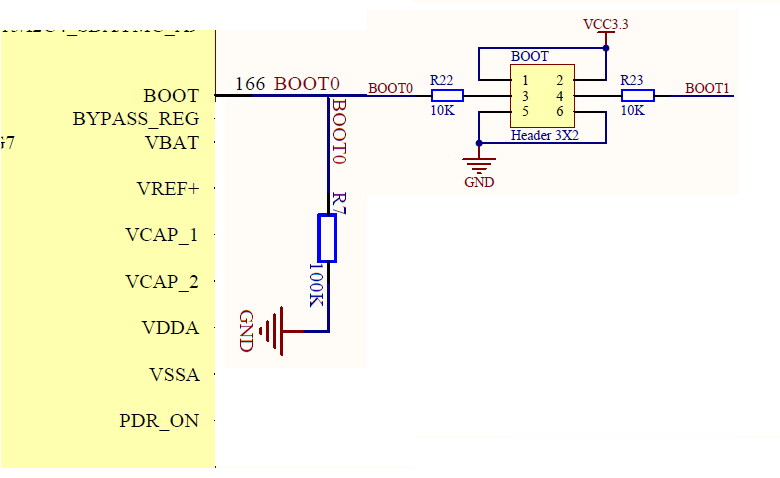 VCC3.3
BOOT
166 BOOT0
BOOT0
R22
10K
1 2
3 4
5 6
R23
10K
BOOT1
Header 3X2
GND
BOOT
BYPASS_REG
VBAT
VREF+
VCAP_1
VCAP_2
VDDA
VSSA
PDR_ON
BOOT0
R7
100K
GND